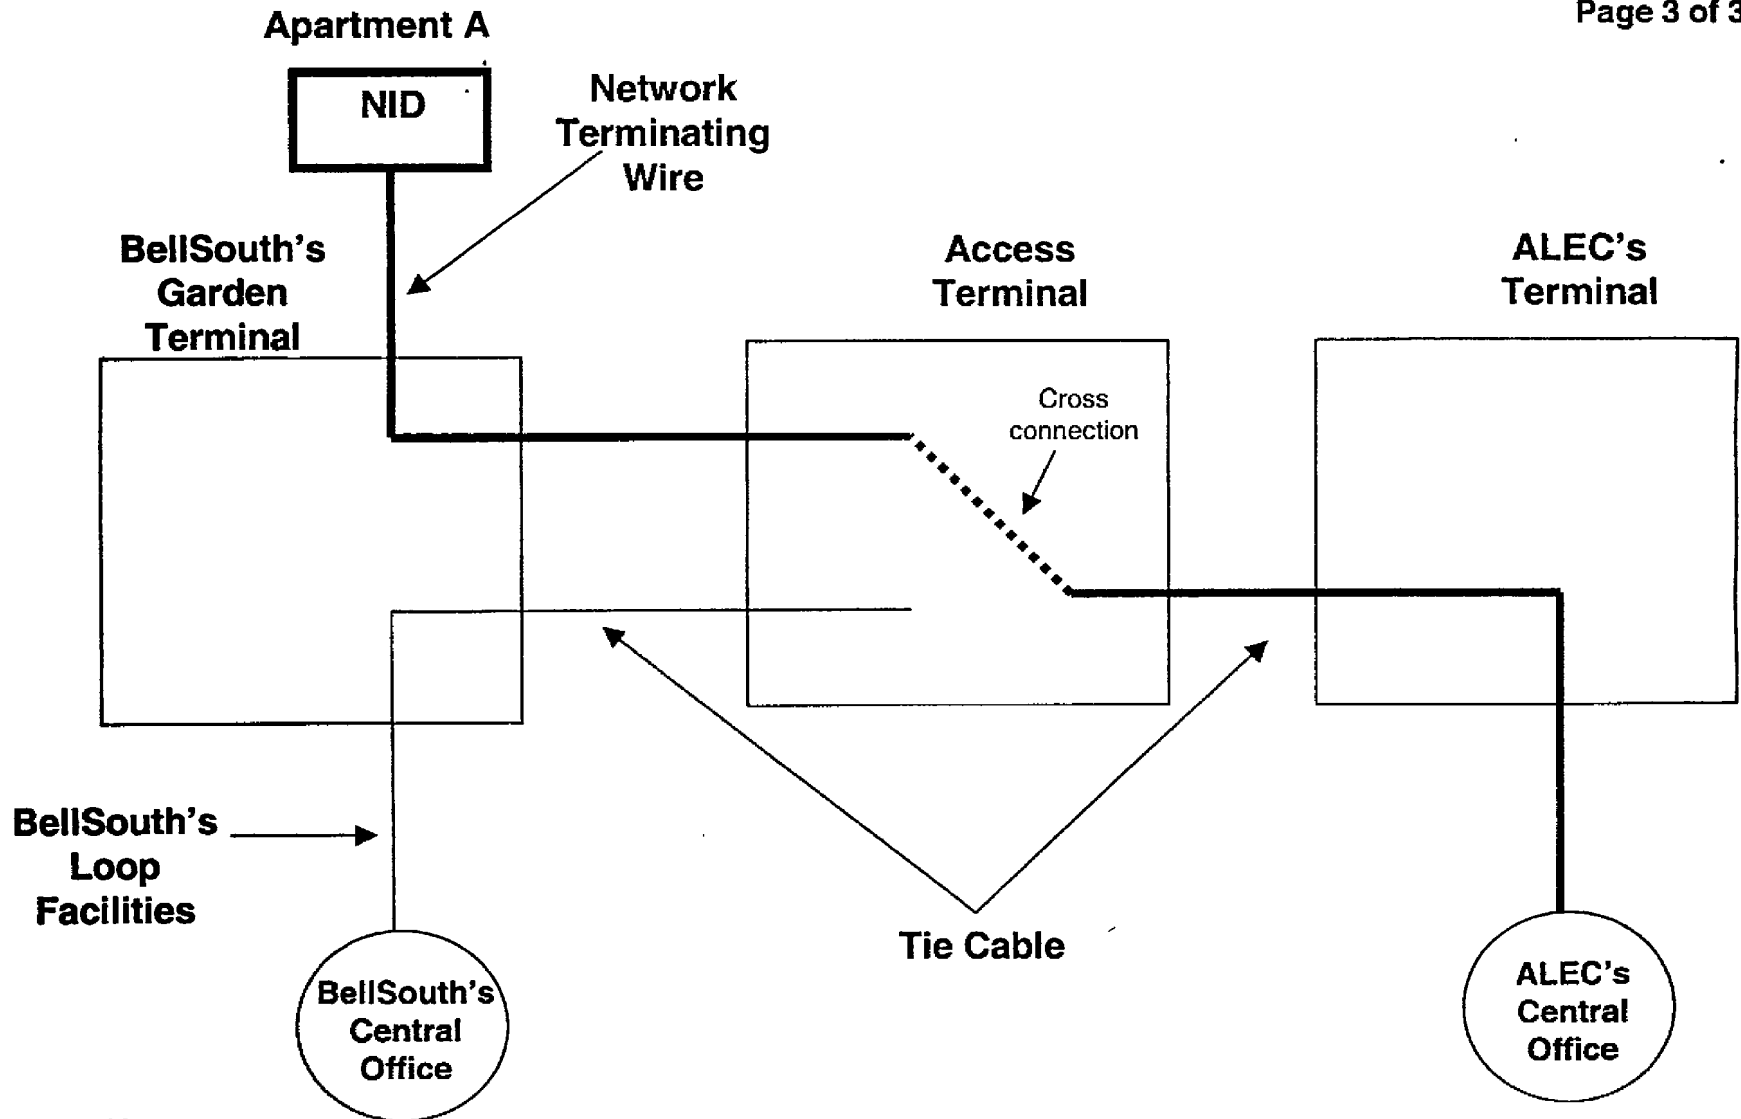 Page 3 of 3
Apartment A
NID
Network
Terminating
Wire
BellSouth's
Garden
Terminal
Access
Terminal
ALEC's
Terminal
Cross
connection
BellSouth's
Loop
Facilities
Tie Cable
BellSouth's
Central
Office
ALEC's
Central
Office